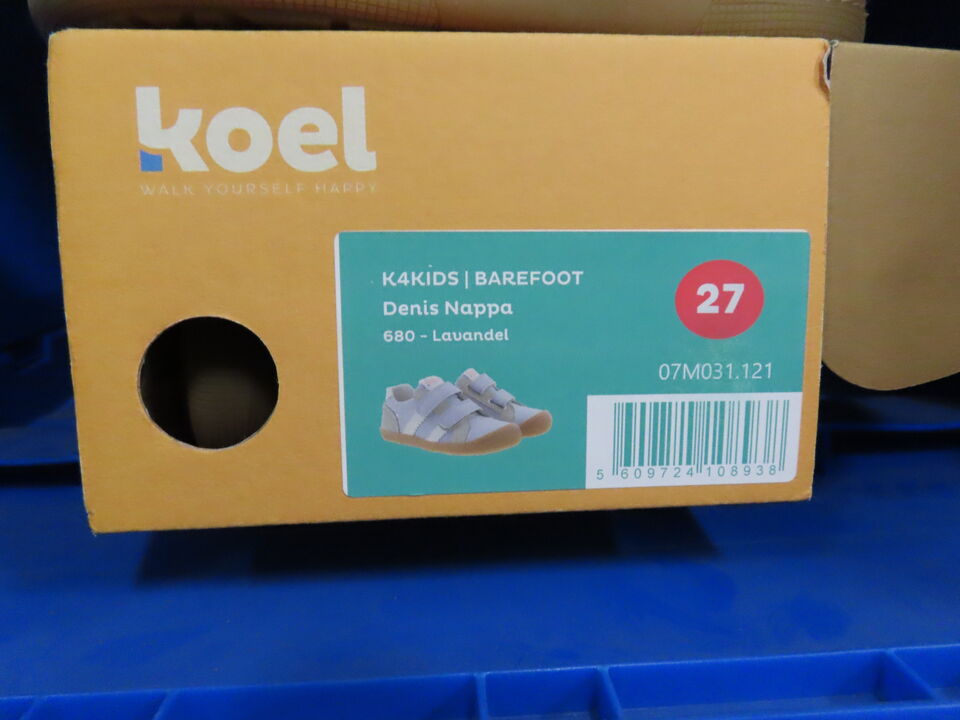 koel
WALK YOURSELF HAPPY
K4KIDS | BAREFOOT
Denis Nappa
680 - Lavandel
27
07M031.121
5 609724 108938